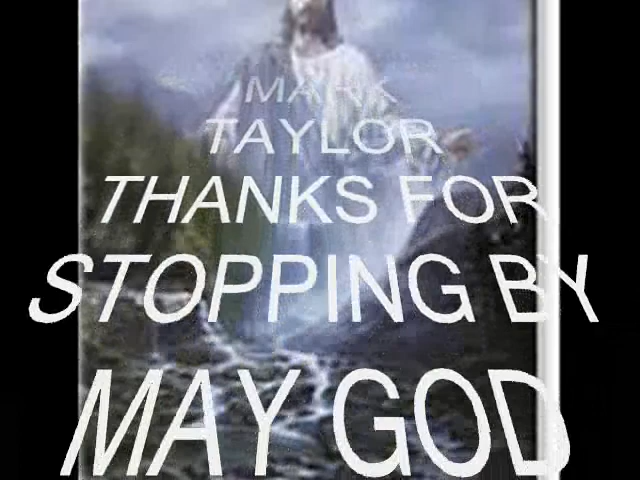 MARK
TAYLOR
THANKS FOR
STOPPING BY
MAY GOD